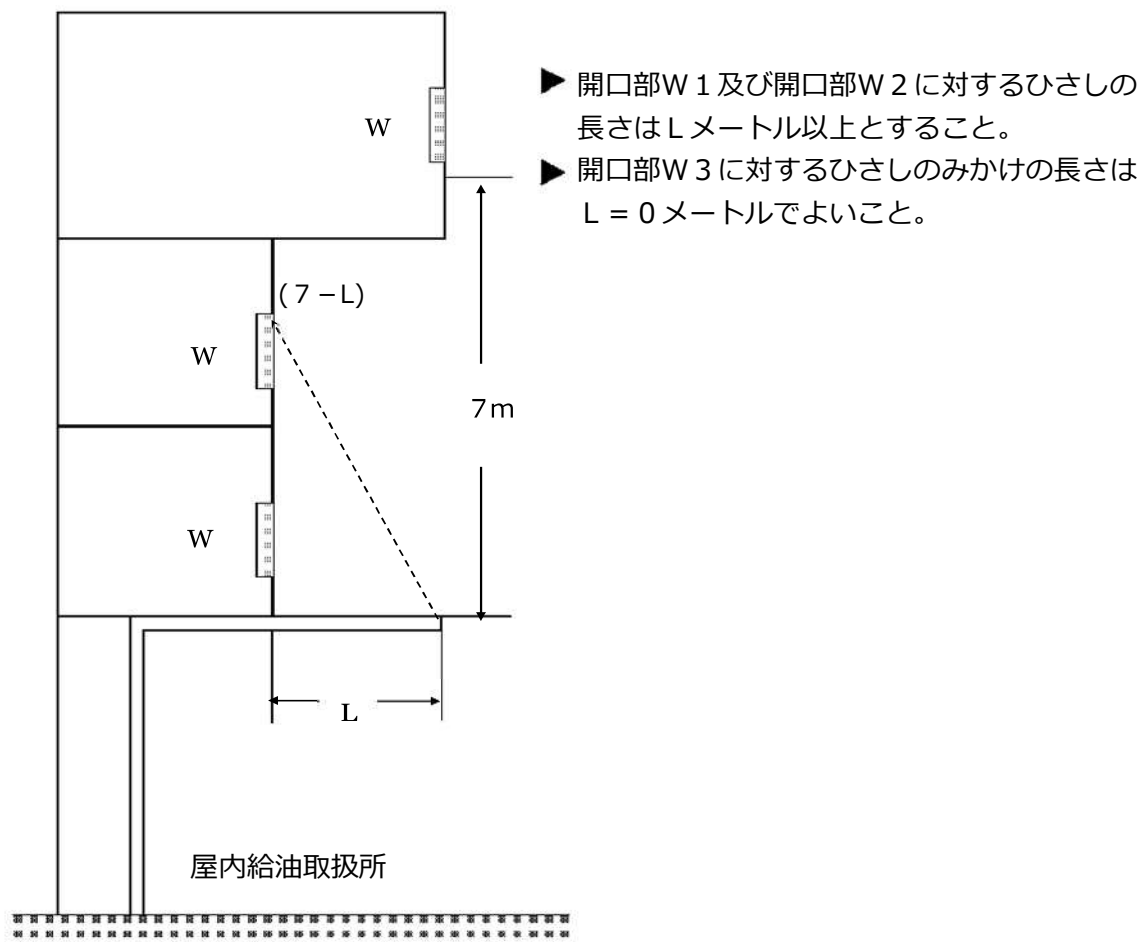 ▶ 開口部W1及び開口部W2に対するひさしの
長さはLメートル以上とすること。
▶ 開口部W3に対するひさしのみかけの長さは
L=0メートルでよいこと。
W
(7-L)
W
7m
W
L
屋内給油取扱所